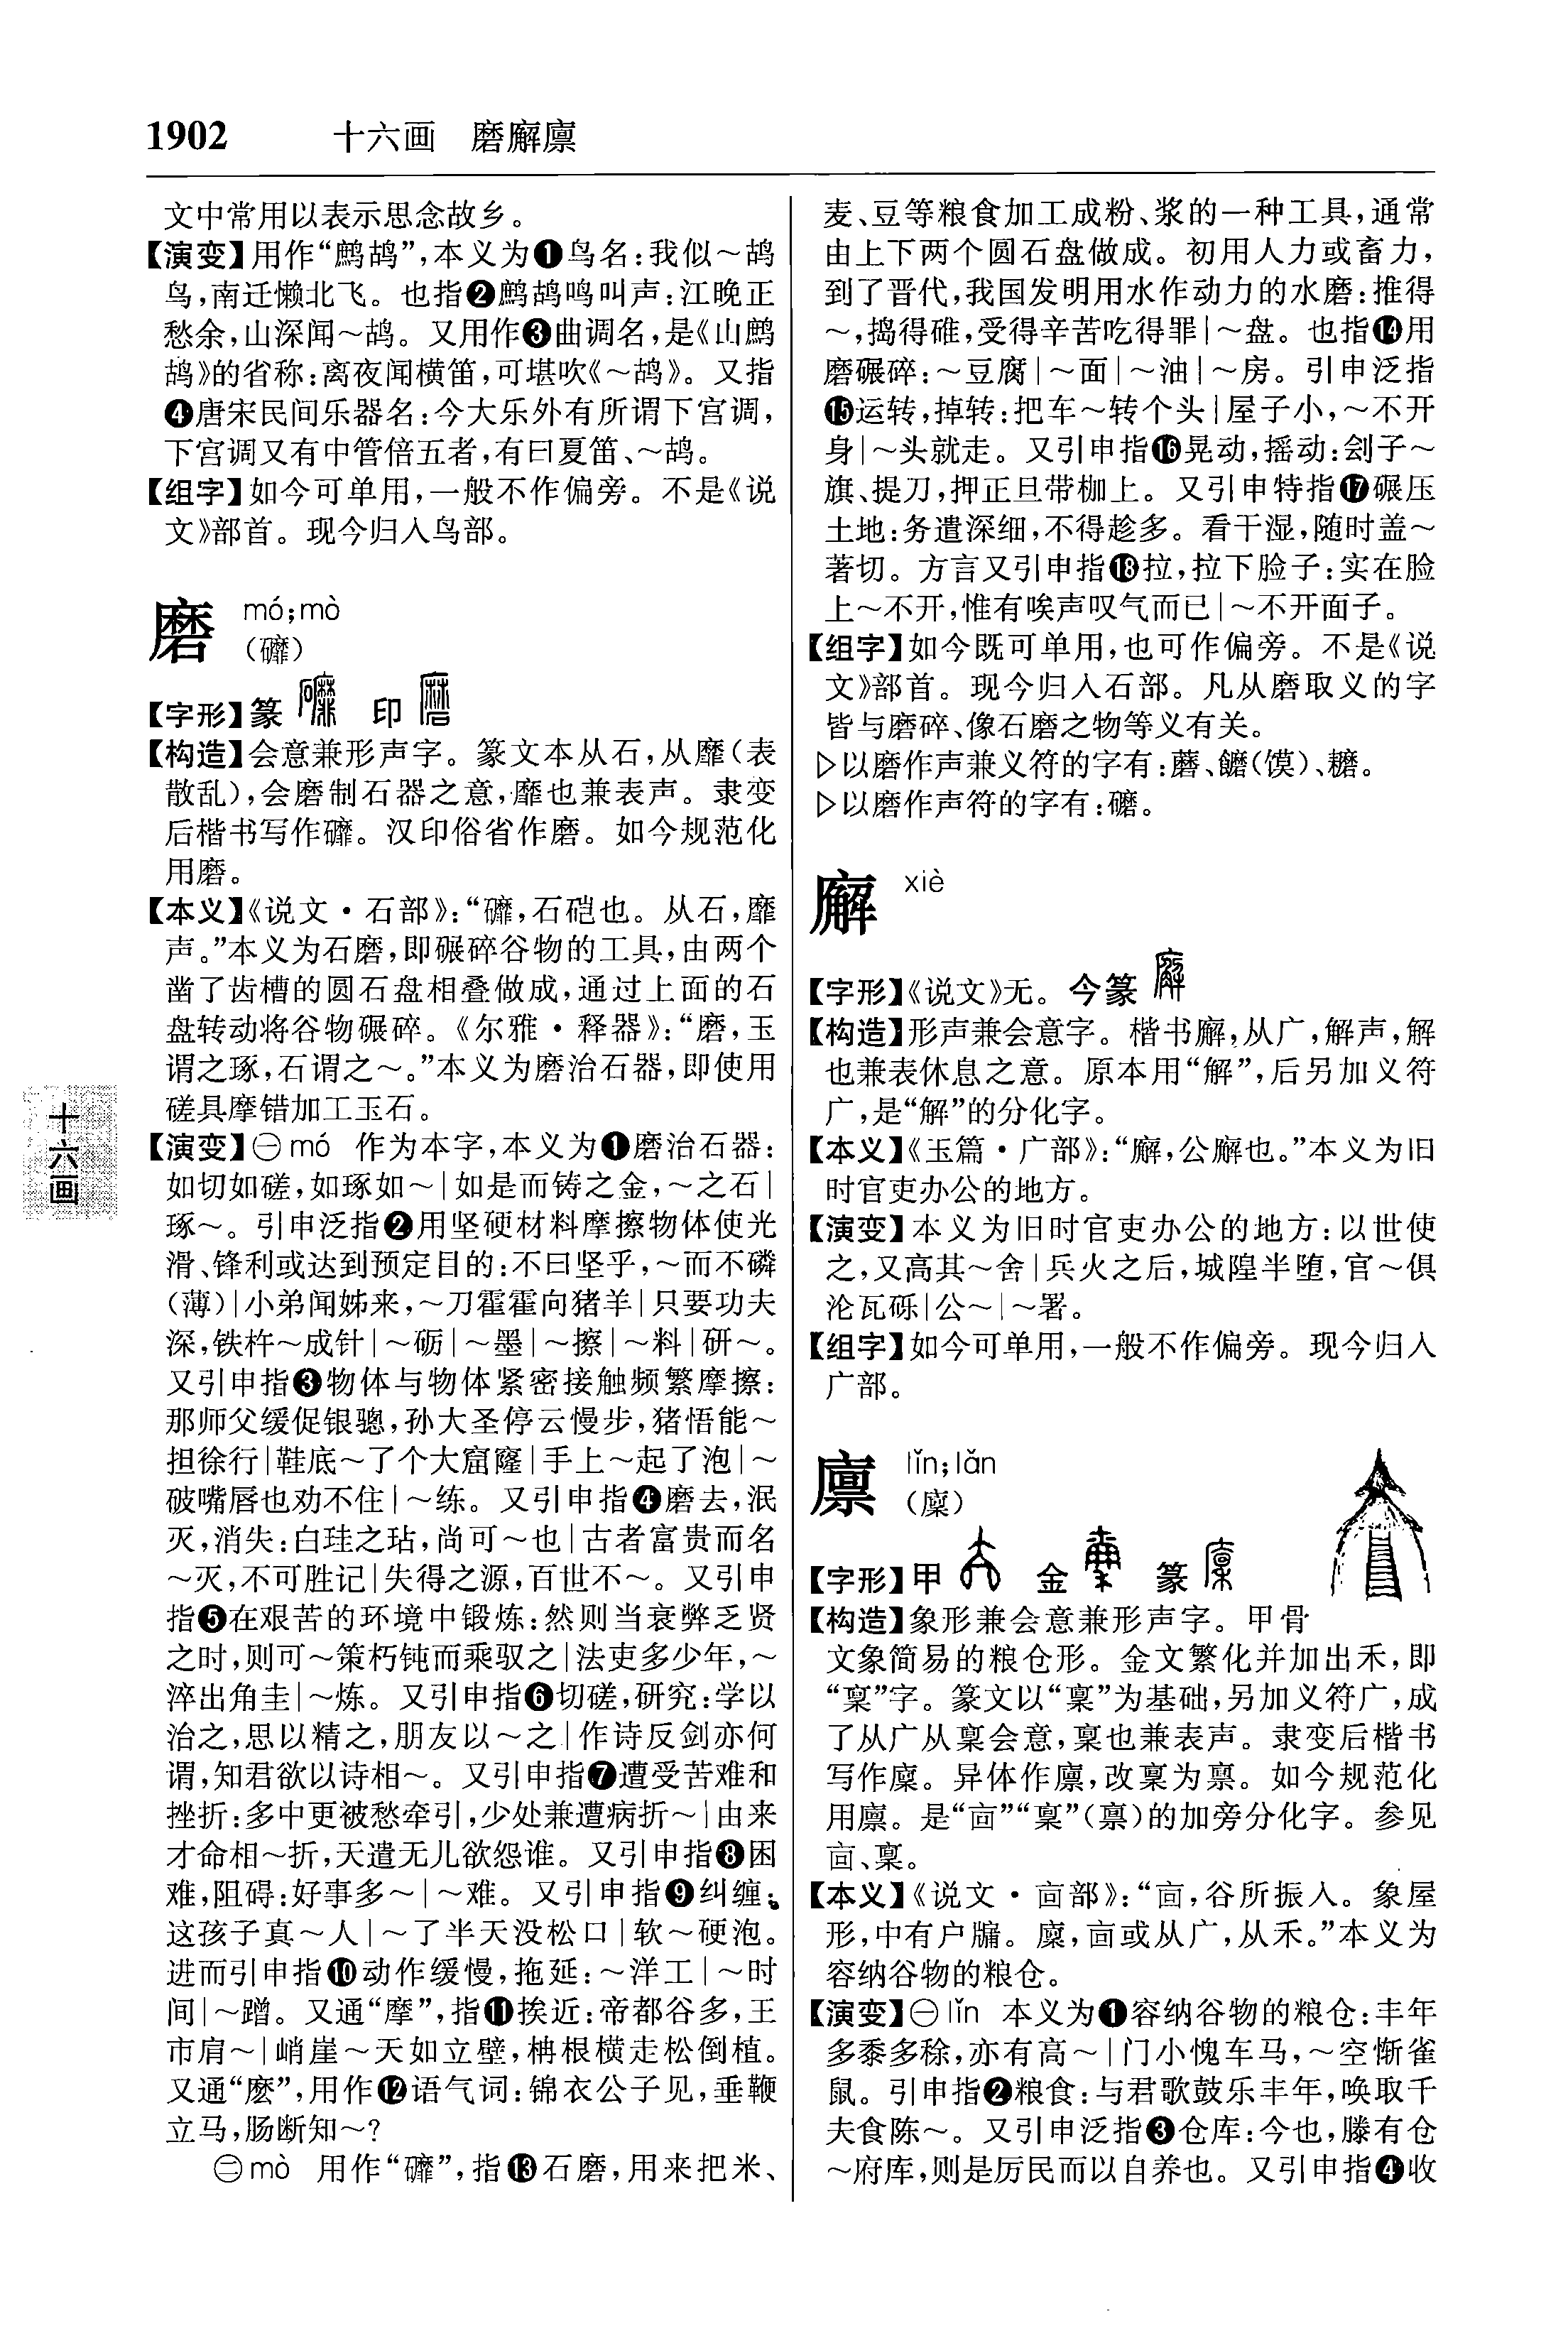 1902 十六画 磨廨廪
文中常用以表示思念故乡。
【演变】用作“鹧鸪”,本义为❶鸟名:我似～鸪
鸟,南迁懒北飞。也指❷鹧鸪鸣叫声:江晚正
愁余,山深闻～鸪。又用作❸曲调名,是《山鹧
鸪》的省称:离夜闻横笛,可堪吹《～鸪》。又指
❹唐宋民间乐器名:今大乐外有所谓下宫调,
下宫调又有中管倍五者,有曰夏笛、～鸪。
【组字】如今可单用,一般不作偏旁。不是《说
文》部首。现今归入鸟部。
磨 mó;mò
(礳)
【字形】篆 印
【构造】会意兼形声字。篆文本从石,从靡(表
散乱),会磨制石器之意,靡也兼表声。隶变
后楷书写作䃺。汉印俗省作磨。如今规范化
用磨。
【本义】《说文·石部》:“䃺,石硙也。从石,靡
声。”本义为石磨,即碾碎谷物的工具,由两个
凿了齿槽的圆石盘相叠做成,通过上面的石
盘转动将谷物碾碎。《尔雅·释器》:“磨,玉
谓之琢,石谓之～。”本义为磨治石器,即使用
磋具摩错加工玉石。
【演变】㊀mó 作为本字,本义为❶磨治石器:
如切如磋,如琢如～|如是而铸之金,～之石|
琢～。引申泛指❷用坚硬材料摩擦物体使光
滑、锋利或达到预定目的:不曰坚乎,～而不磷
(薄)|小弟闻姊来,～刀霍霍向猪羊|只要功夫
深,铁杵～成针|～砺|～墨|～擦|～料|研～。
又引申指❸物体与物体紧密接触频繁摩擦:
那师父缓促银骢,孙大圣停云慢步,猪悟能～
担徐行|鞋底～了个大窟窿|手上～起了泡|～
破嘴唇也劝不住|～练。又引申指❹磨去,泯
灭,消失:白珪之玷,尚可～也|古者富贵而名
～灭,不可胜记|失得之源,百世不～。又引申
指❺在艰苦的环境中锻炼:然则当衰弊乏贤
之时,则可～策朽钝而乘驭之|法吏多少年,～
淬出角圭|～炼。又引申指❻切磋,研究:学以
治之,思以精之,朋友以～之|作诗反剑亦何
谓,知君欲以诗相～。又引申指❼遭受苦难和
挫折:多中更被愁牵引,少处兼遭病折～|由来
才命相～折,天遣无儿欲怨谁。又引申指❽困
难,阻碍:好事多～|～难。又引申指❾纠缠:
这孩子真～人|～了半天没松口|软～硬泡。
进而引申指❿动作缓慢,拖延:～洋工|～时
间|～蹭。又通“摩”,指⓫挨近:帝都谷多,王
市肩～|峭崖～天如立壁,栴根横走松倒植。
又通“麽”,用作⓬语气词:锦衣公子见,垂鞭
立马,肠断知～?
㊁mò 用作“䃺”,指⓭石磨,用来把米、
麦、豆等粮食加工成粉、浆的一种工具,通常
由上下两个圆石盘做成。初用人力或畜力,
到了晋代,我国发明用水作动力的水磨:推得
～,捣得碓,受得辛苦吃得罪|～盘。也指⓮用
磨碾碎:～豆腐|～面|～油|～房。引申泛指
⓯运转,掉转:把车～转个头|屋子小,～不开
身|～头就走。又引申指⓰晃动,摇动:刽子～
旗、提刀,押正旦带枷上。又引申特指⓱碾压
土地:务遣深细,不得趁多。看干湿,随时盖～
著切。方言又引申指⓲拉,拉下脸子:实在脸
上～不开,惟有唉声叹气而已|～不开面子。
【组字】如今既可单用,也可作偏旁。不是《说
文》部首。现今归入石部。凡从磨取义的字
皆与磨碎、像石磨之物等义有关。
▷以磨作声兼义符的字有:蘑、饝(馍)、耱。
▷以磨作声符的字有:礳。
廨 xiè
【字形】《说文》无。今篆
【构造】形声兼会意字。楷书廨,从广,解声,解
也兼表休息之意。原本用“解”,后另加义符
广,是“解”的分化字。
【本义】《玉篇·广部》:“廨,公廨也。”本义为旧
时官吏办公的地方。
【演变】本义为旧时官吏办公的地方:以世使
之,又高其～舍|兵火之后,城隍半堕,官～俱
沦瓦砾|公～|～署。
【组字】如今可单用,一般不作偏旁。现今归入
广部。
廪 lǐn;lǎn
(廩)
【字形】甲 金 篆
【构造】象形兼会意兼形声字。甲骨
文象简易的粮仓形。金文繁化并加出禾,即
“稟”字。篆文以“稟”为基础,另加义符广,成
了从广从稟会意,稟也兼表声。隶变后楷书
写作廩。异体作廪,改稟为禀。如今规范化
用廪。是“㐭”“稟”(禀)的加旁分化字。参见
㐭、稟。
【本义】《说文·㐭部》:“㐭,谷所振入。象屋
形,中有户牖。廩,㐭或从广,从禾。”本义为
容纳谷物的粮仓。
【演变】㊀lǐn 本义为❶容纳谷物的粮仓:丰年
多黍多稌,亦有高～|门小愧车马,～空惭雀
鼠。引申指❷粮食:与君歌鼓乐丰年,唤取千
夫食陈～。又引申泛指❸仓库:今也,滕有仓
～府库,则是厉民而以自养也。又引申指❹收
十六画